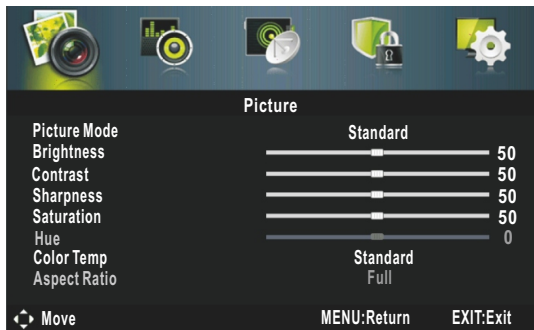 Picture
Picture Mode Standard
Brightness 50
Contrast 50
Sharpness 50
Saturation 50
Hue 0
Color Temp Standard
Aspect Ratio Full
Move MENU:Return EXIT:Exit